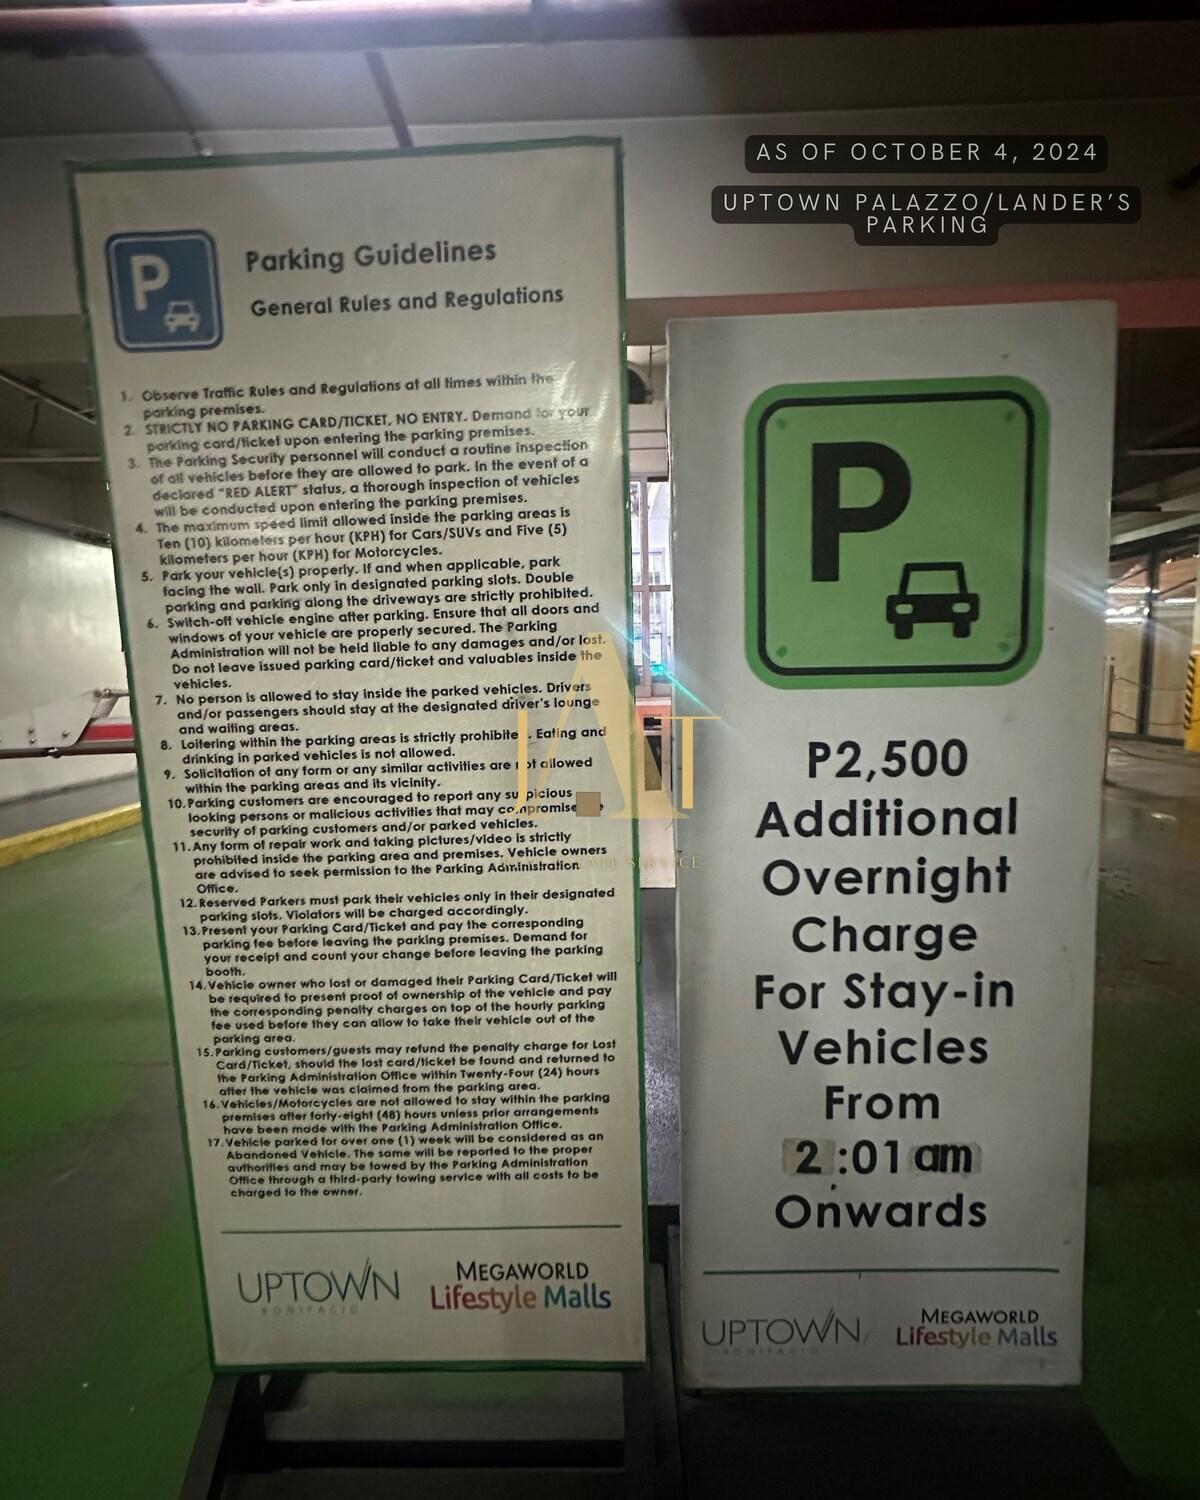 AS OF OCTOBER 4, 2024
UPTOWN PALAZZO/LANDER'S
PARKING
P
Parking Guidelines
General Rules and Regulations
1. Observe Traffic Rules and Regulations at all times within the
parking premises.
2. STRICTLY NO PARKING CARD/TICKET, NO ENTRY. Demand for your
parking card/ticket upon entering the parking premises.
3. The Parking Security personnel will conduct a routine inspection
of all vehicles before they are allowed to park. In the event of a
declared "RED ALERT" status, a thorough inspection of vehicles
will be conducted upon entering the parking premises.
4. The maximum speed limit allowed inside the parking areas is
Ten (10) kilometers per hour (KPH) for Cars/SUVs and Five (5)
kilometers per hour (KPH) for Motorcycles.
5. Park your vehicle(s) properly. If and when applicable, park
facing the wall. Park only in designated parking slots. Double
parking and parking along the driveways are strictly prohibited.
6. Switch-off vehicle engine after parking. Ensure that all doors and
windows of your vehicle are properly secured. The Parking
Administration will not be held liable to any damages and/or lost.
Do not leave issued parking card/ticket and valuables inside the
vehicles.
7. No person is allowed to stay inside the parked vehicles. Drivers
and/or passengers should stay at the designated driver's lounge
and waiting areas.
8. Loitering within the parking areas is strictly prohibited. Eating and
drinking in parked vehicles is not allowed.
9. Solicitation of any form or any similar activities are not allowed
within the parking areas and its vicinity.
10. Parking customers are encouraged to report any suspicious
looking persons or malicious activities that may compromise the
security of parking customers and/or parked vehicles.
11. Any form of repair work and taking pictures/video is strictly
prohibited inside the parking area and premises. Vehicle owners
are advised to seek permission to the Parking Administration
Office.
12. Reserved Parkers must park their vehicles only in their designated
parking slots. Violators will be charged accordingly.
13. Present your Parking Card/Ticket and pay the corresponding
parking fee before leaving the parking premises. Demand for
your receipt and count your change before leaving the parking
booth.
14. Vehicle owner who lost or damaged their Parking Card/Ticket will
be required to present proof of ownership of the vehicle and pay
the corresponding penalty charges on top of the hourly parking
fee used before they can allow to take their vehicle out of the
parking area.
15. Parking customers/guests may refund the penalty charge for Lost
Card/Ticket, should the lost card/ticket be found and returned to
the Parking Administration Office within Twenty-Four (24) hours
after the vehicle was claimed from the parking area.
16. Vehicles/Motorcycles are not allowed to stay within the parking
premises after forty-eight (48) hours unless prior arrangements
have been made with the Parking Administration Office.
17. Vehicle parked for over one (1) week will be considered as an
Abandoned Vehicle. The same will be reported to the proper
authorities and may be towed by the Parking Administration
Office through a third-party towing service with all costs to be
charged to the owner.
UPTOWN
BONIFACIO
MEGAWORLD
Lifestyle Malls
P
P2,500
Additional
Overnight
Charge
For Stay-in
Vehicles
From
2:01 am
Onwards
UPTOWN
BONIFACIO
MEGAWORLD
Lifestyle Malls
SERVICE